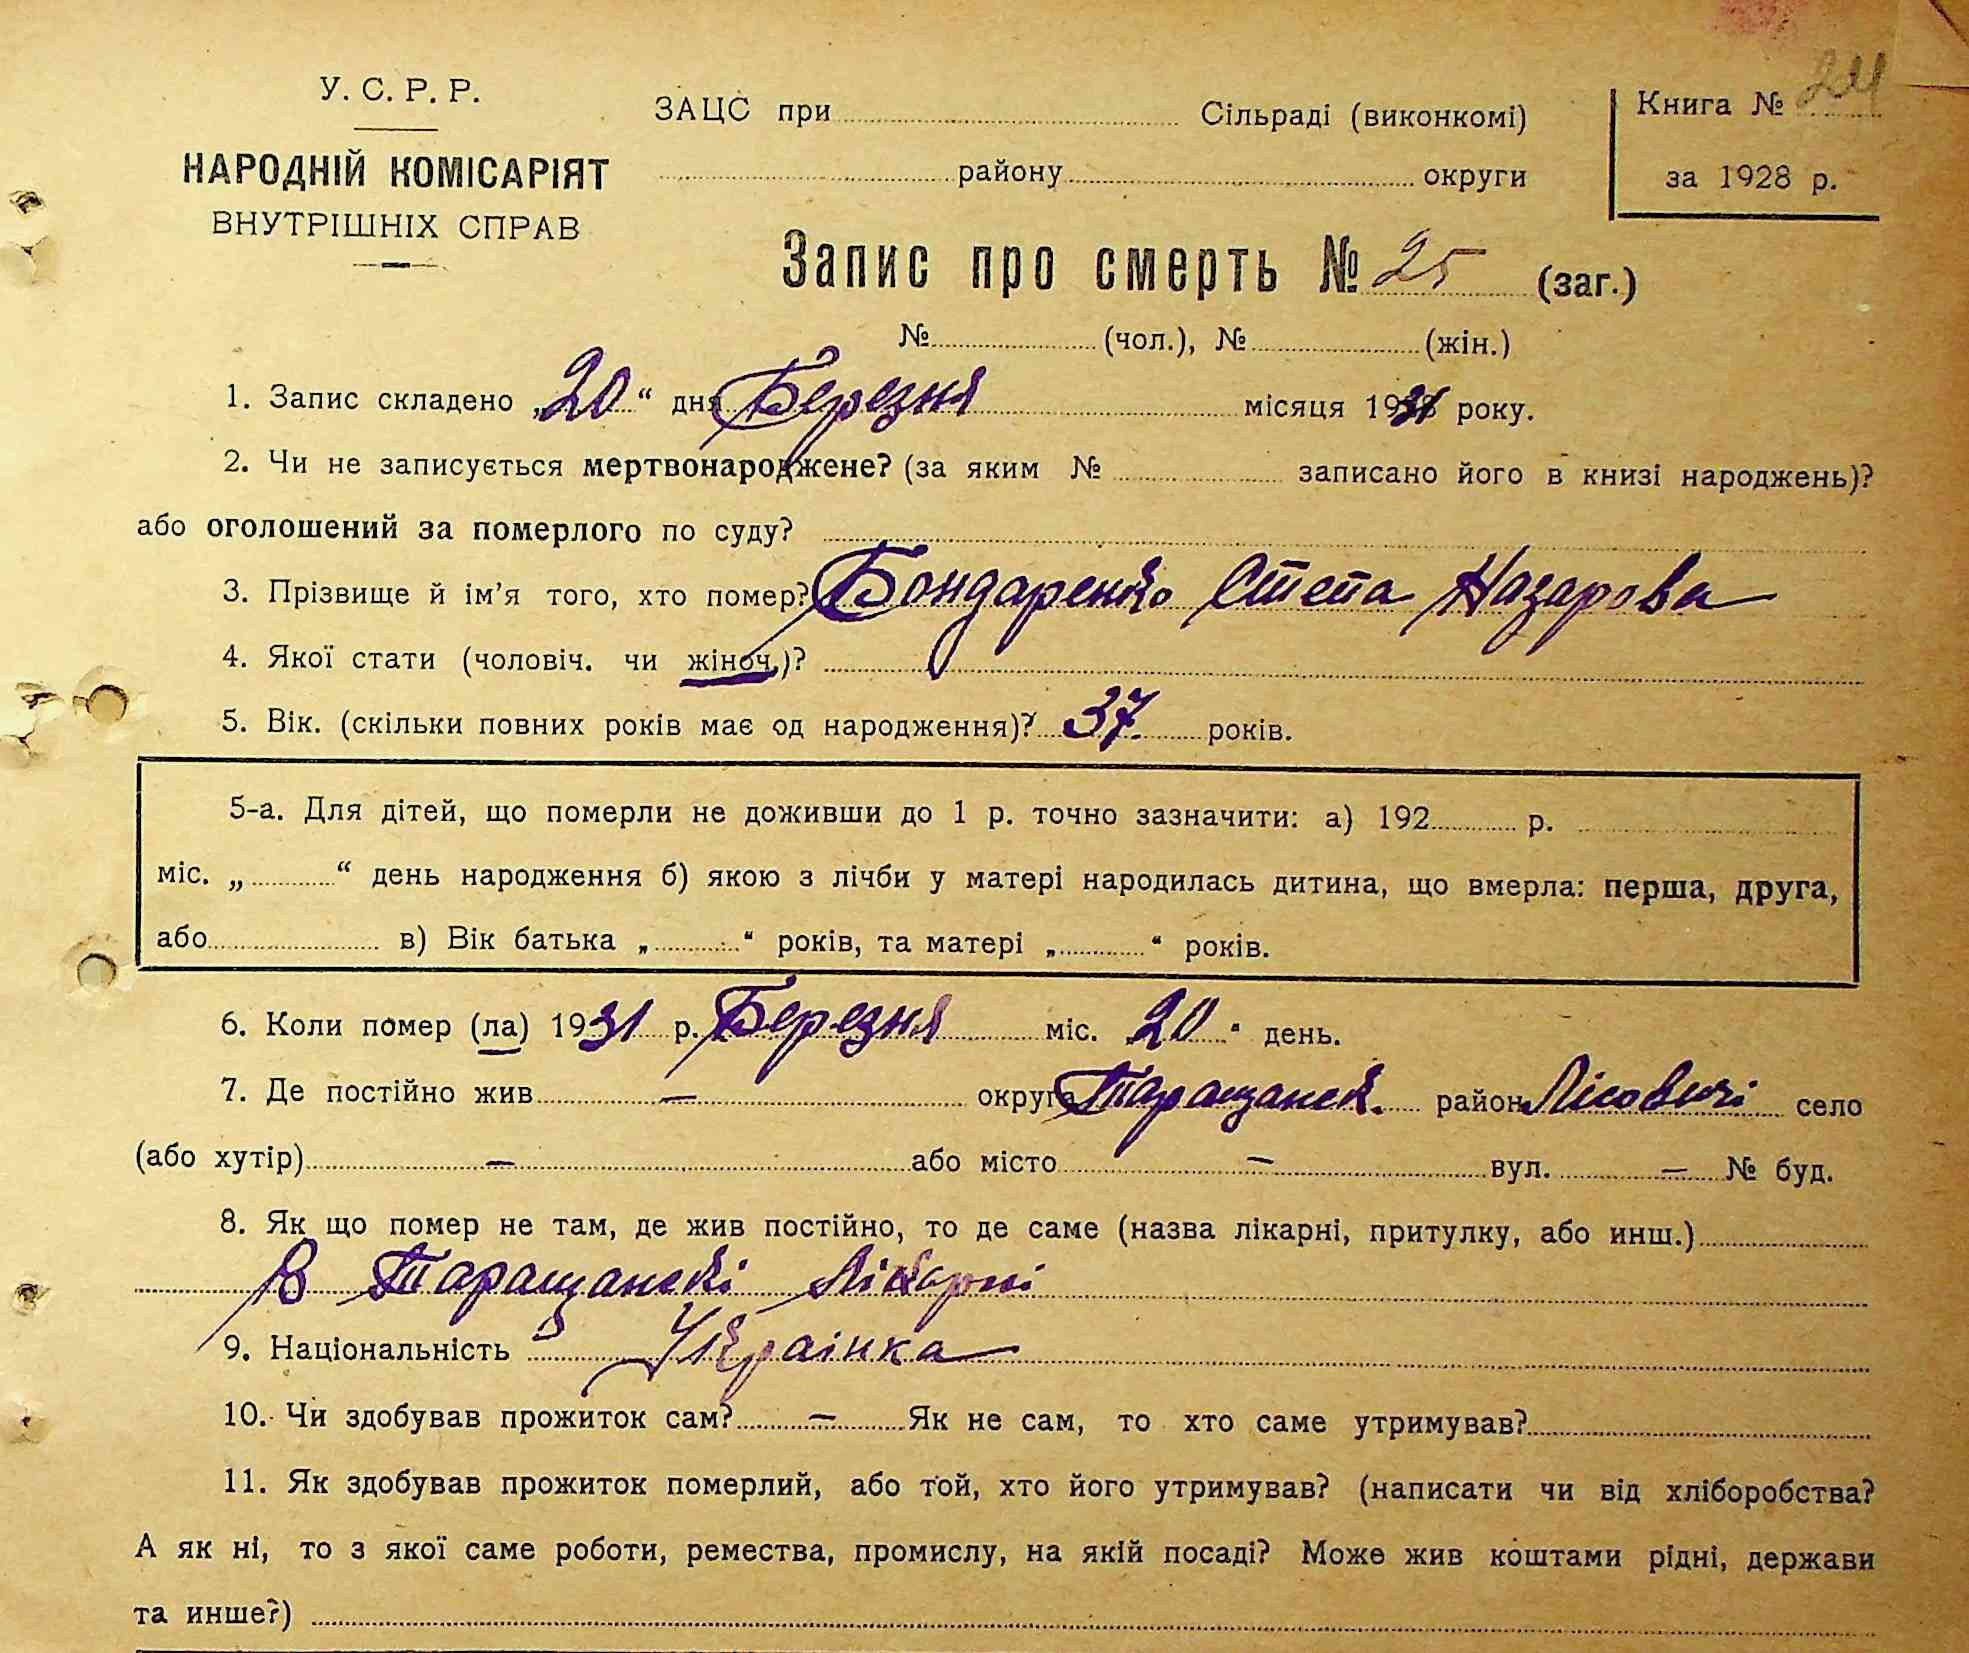 У. С. Р. Р.
НАРОДНІЙ КОМІСАРІЯТ
ВНУТРІШНІХ СПРАВ
ЗАЦС при Сільраді (виконкомі)
району округи
Книга № 24
за 1928 р.
Запис про смерть № 25 (заг.)
№ (чол.), № (жін.)
1. Запис складено „20“ дня Березня місяця 1931 року.
2. Чи не записується мертвонароджене? (за яким № записано його в книзі народжень)?
або оголошений за померлого по суду?
3. Прізвище й ім'я того, хто помер? Бондаренко Степа Назарова
4. Якої стати (чоловіч. чи жіноч.)?
5. Вік. (скільки повних років має од народження)? 37 років.
5-а. Для дітей, що померли не доживши до 1 р. точно зазначити: а) 192 р.
міс. „ “ день народження б) якою з лічби у матері народилась дитина, що вмерла: перша, друга,
або в) Вік батька „ “ років, та матері „ “ років.
6. Коли помер (ла) 1931 р. Березня міс. „20“ день.
7. Де постійно жив — округа Таращанск. район Лісовичі село
(або хутір) — або місто — вул. — № буд.
8. Як що помер не там, де жив постійно, то де саме (назва лікарні, притулку, або инш.)
В Таращанскі Лікарні
9. Національність Українка
10. Чи здобував прожиток сам? — Як не сам, то хто саме утримував?
11. Як здобував прожиток померлий, або той, хто його утримував? (написати чи від хліборобства?
А як ні, то з якої саме роботи, ремества, промислу, на якій посаді? Може жив коштами рідні, держави
та инше?)